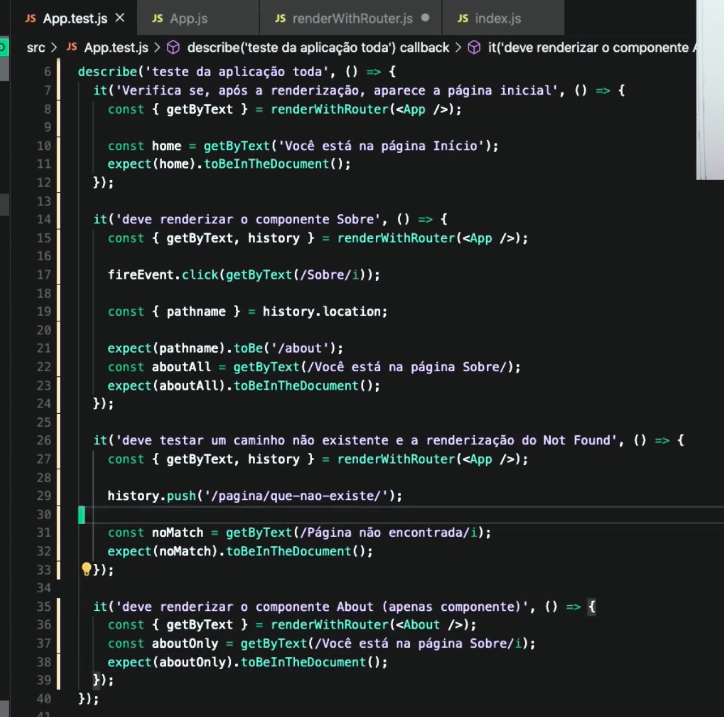 JS App.test.js ×
JS App.js
JS renderWithRouter.js ●
JS index.js
src > JS App.test.js > describe('teste da aplicação toda') callback > it('deve renderizar o componente
6 describe('teste da aplicação toda', () => {
7 it('Verifica se, após a renderização, aparece a página inicial', () => {
8 const { getByText } = renderWithRouter(<App />);
9
10 const home = getByText('Você está na página Início');
11 expect(home).toBeInTheDocument();
12 });
13
14 it('deve renderizar o componente Sobre', () => {
15 const { getByText, history } = renderWithRouter(<App />);
16
17 fireEvent.click(getByText(/Sobre/i));
18
19 const { pathname } = history.location;
20
21 expect(pathname).toBe('/about');
22 const aboutAll = getByText(/Você está na página Sobre/);
23 expect(aboutAll).toBeInTheDocument();
24 });
25
26 it('deve testar um caminho não existente e a renderização do Not Found', () => {
27 const { getByText, history } = renderWithRouter(<App />);
28
29 history.push('/pagina/que-nao-existe/');
30
31 const noMatch = getByText(/Página não encontrada/i);
32 expect(noMatch).toBeInTheDocument();
33 });
34
35 it('deve renderizar o componente About (apenas componente)', () => {
36 const { getByText } = renderWithRouter(<About />);
37 const aboutOnly = getByText(/Você está na página Sobre/i);
38 expect(aboutOnly).toBeInTheDocument();
39 });
40 });
41